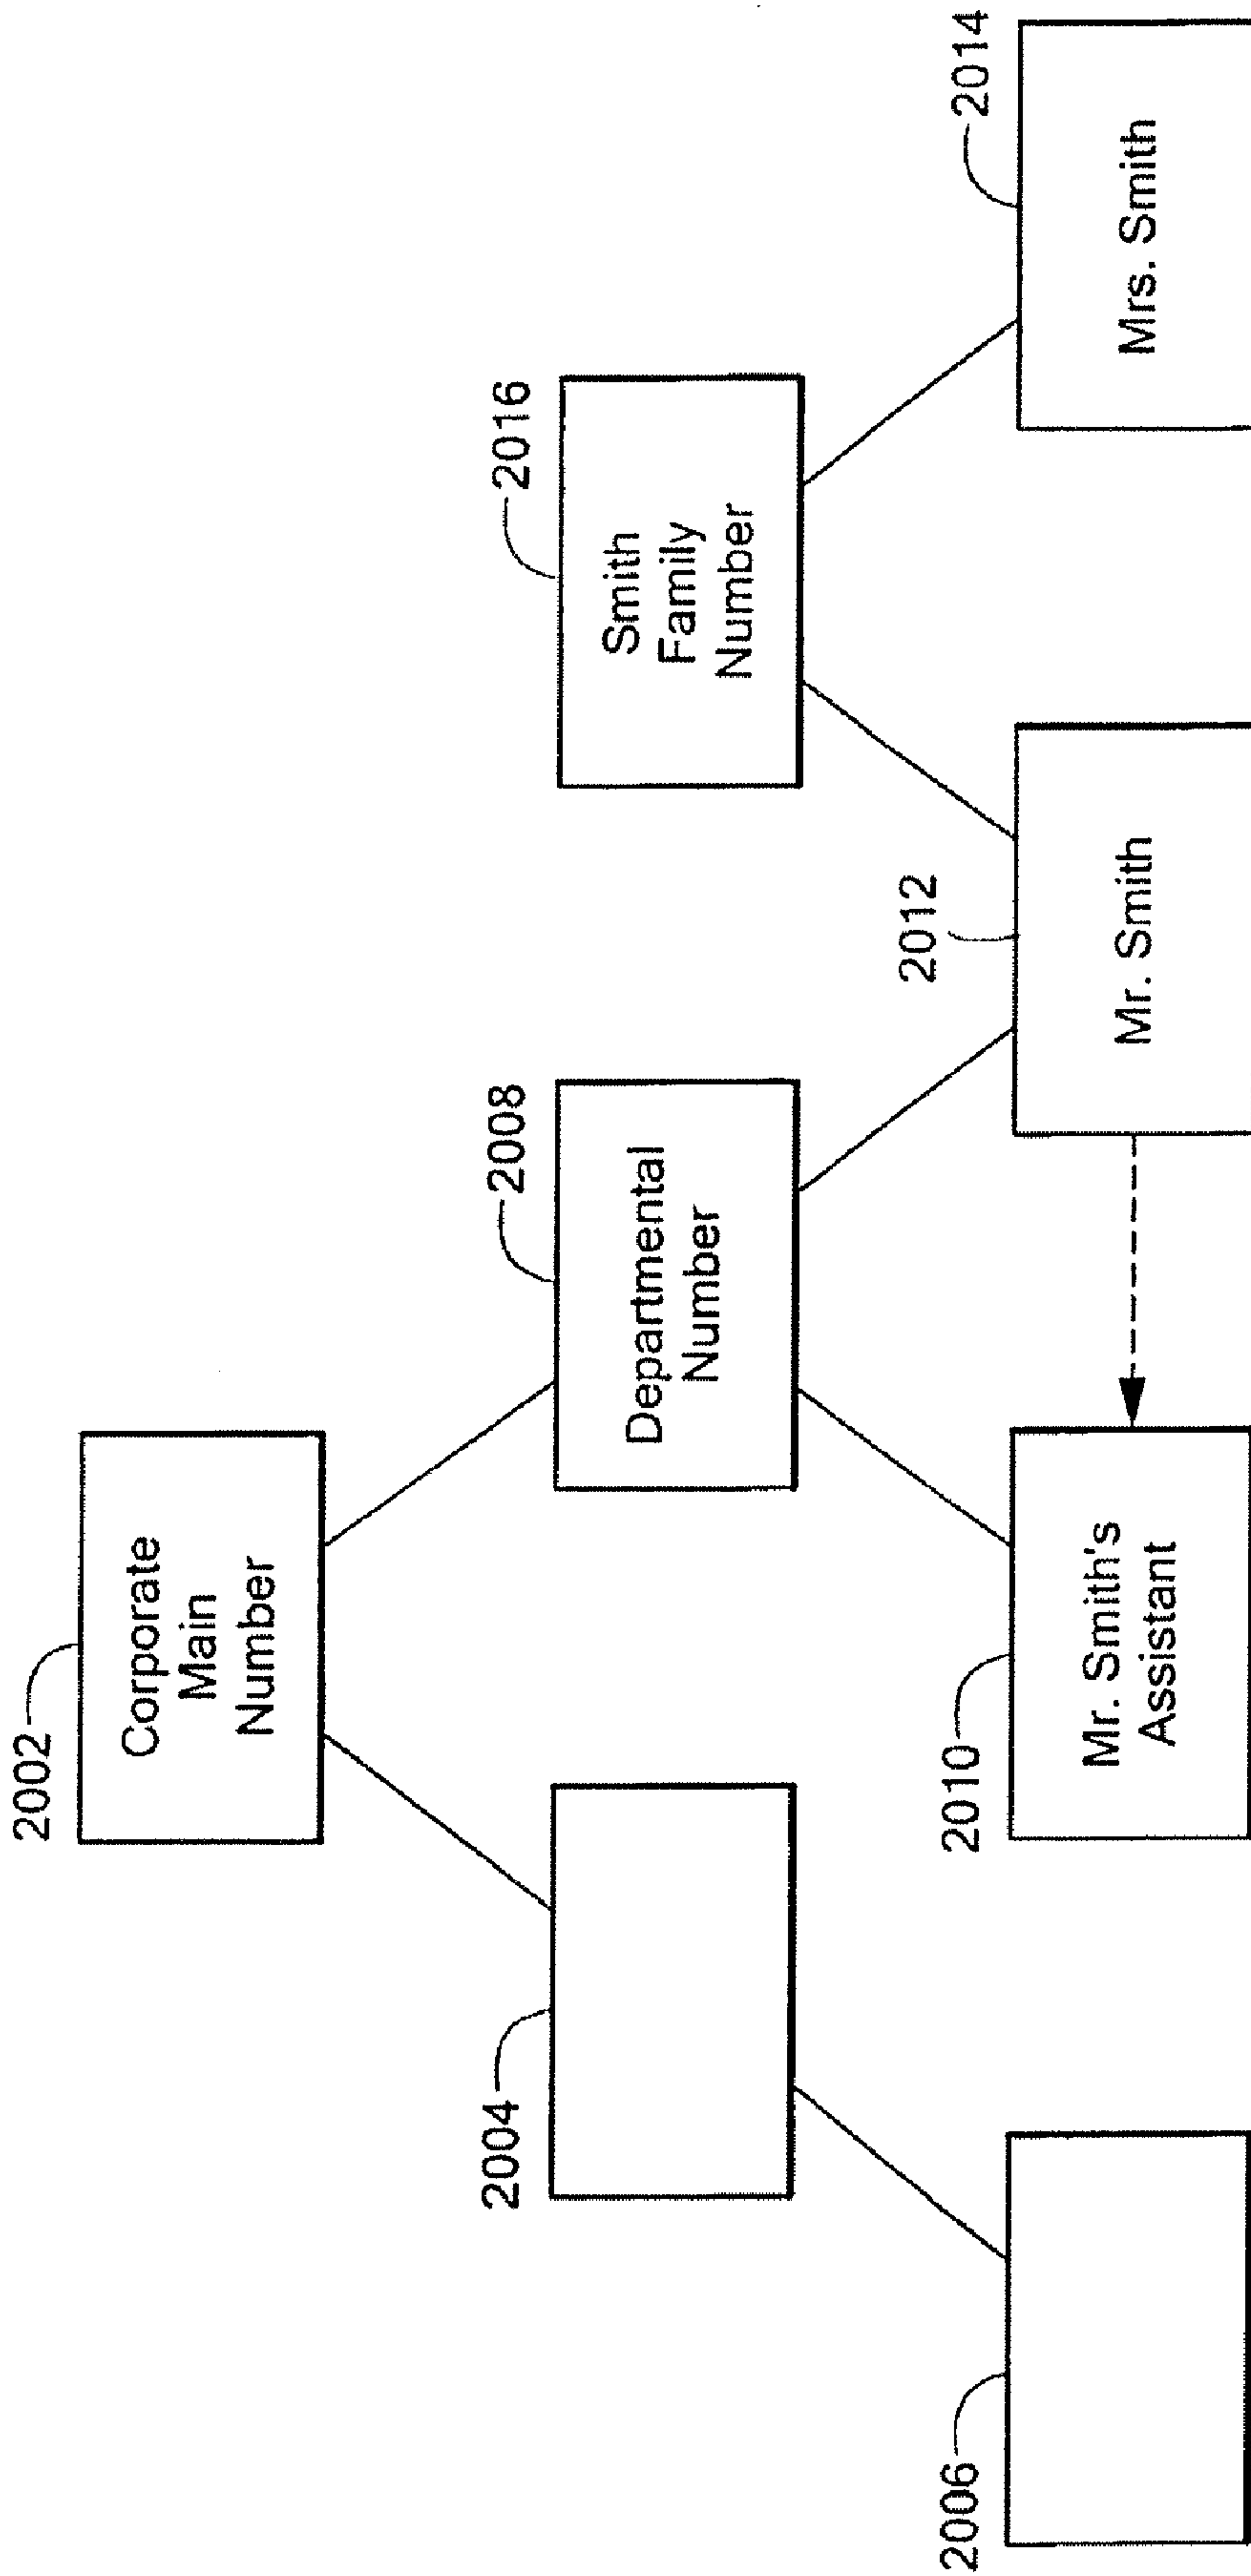 2002
Corporate
Main
Number
2004
2008
Departmental
Number
2016
Smith
Family
Number
2006
2010
Mr. Smith's
Assistant
2012
Mr. Smith
2014
Mrs. Smith